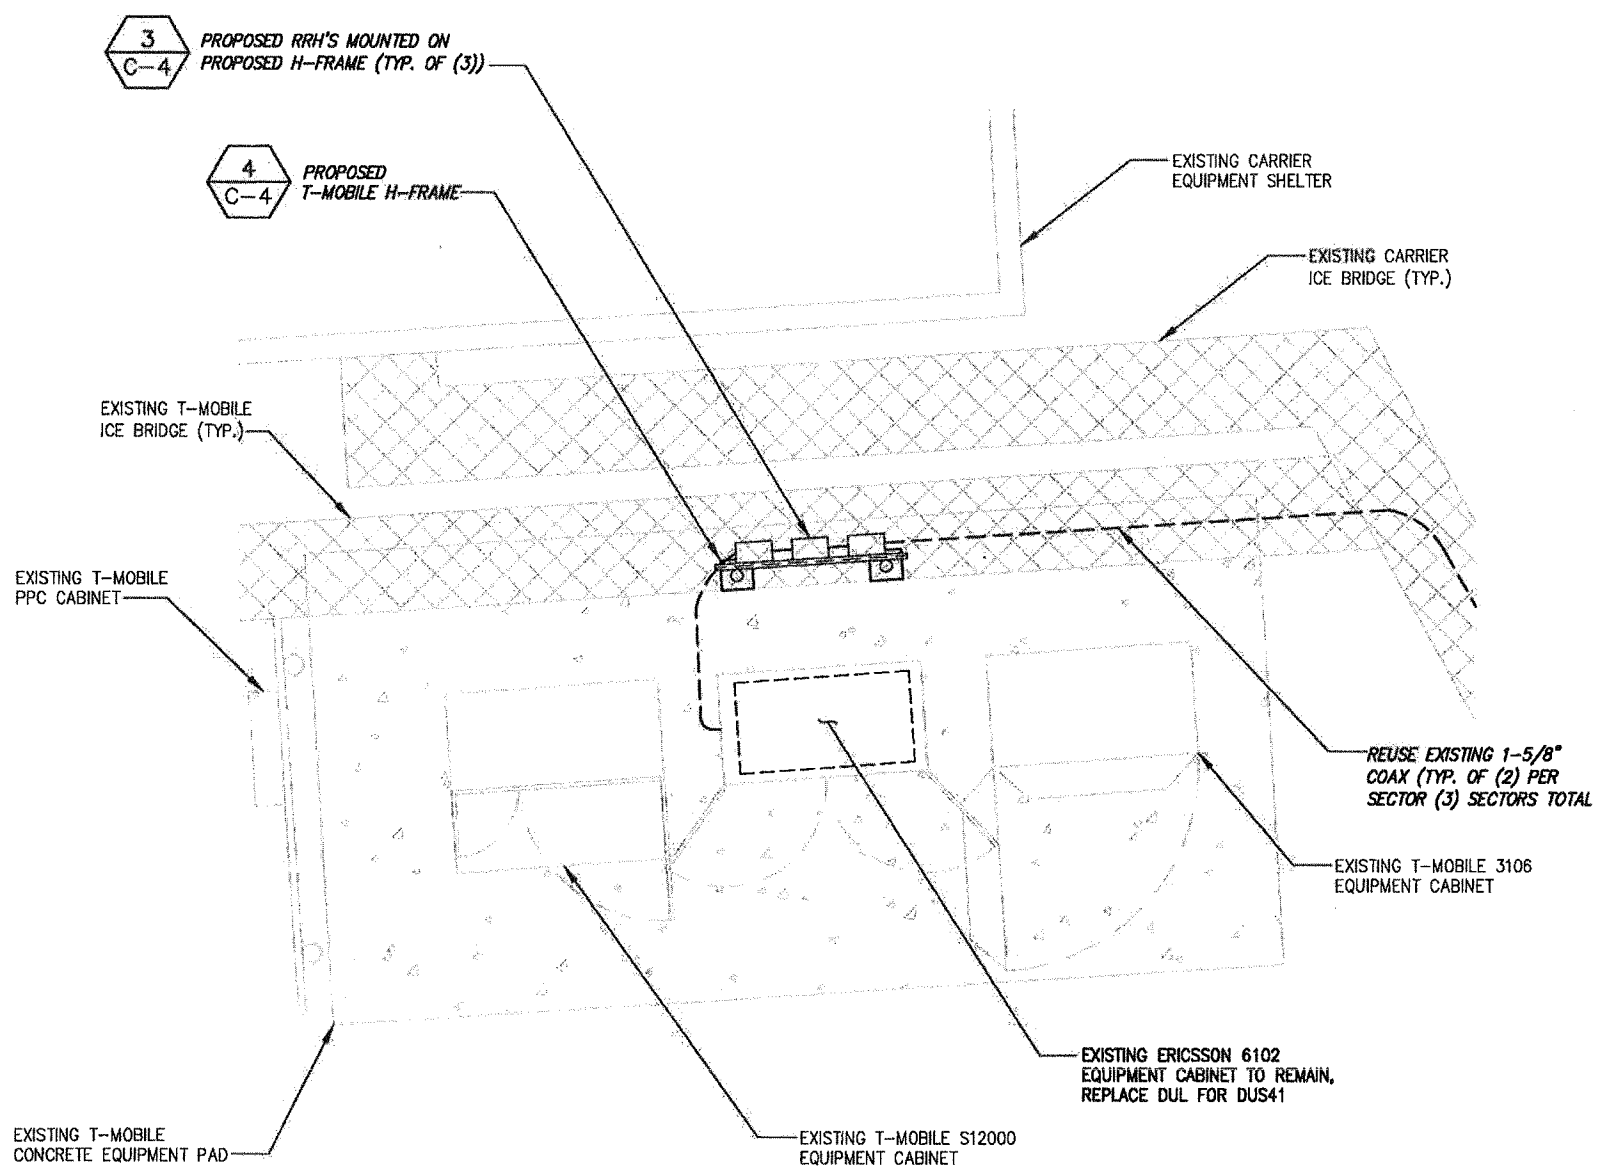 3
C-4
PROPOSED RRH'S MOUNTED ON
PROPOSED H-FRAME (TYP. OF (3))
4
C-4
PROPOSED
T-MOBILE H-FRAME
EXISTING CARRIER
EQUIPMENT SHELTER
EXISTING CARRIER
ICE BRIDGE (TYP.)
EXISTING T-MOBILE
ICE BRIDGE (TYP.)
EXISTING T-MOBILE
PPC CABINET
REUSE EXISTING 1-5/8"
COAX (TYP. OF (2) PER
SECTOR (3) SECTORS TOTAL
EXISTING T-MOBILE 3106
EQUIPMENT CABINET
EXISTING ERICSSON 6102
EQUIPMENT CABINET TO REMAIN,
REPLACE DUL FOR DUS41
EXISTING T-MOBILE
CONCRETE EQUIPMENT PAD
EXISTING T-MOBILE S12000
EQUIPMENT CABINET